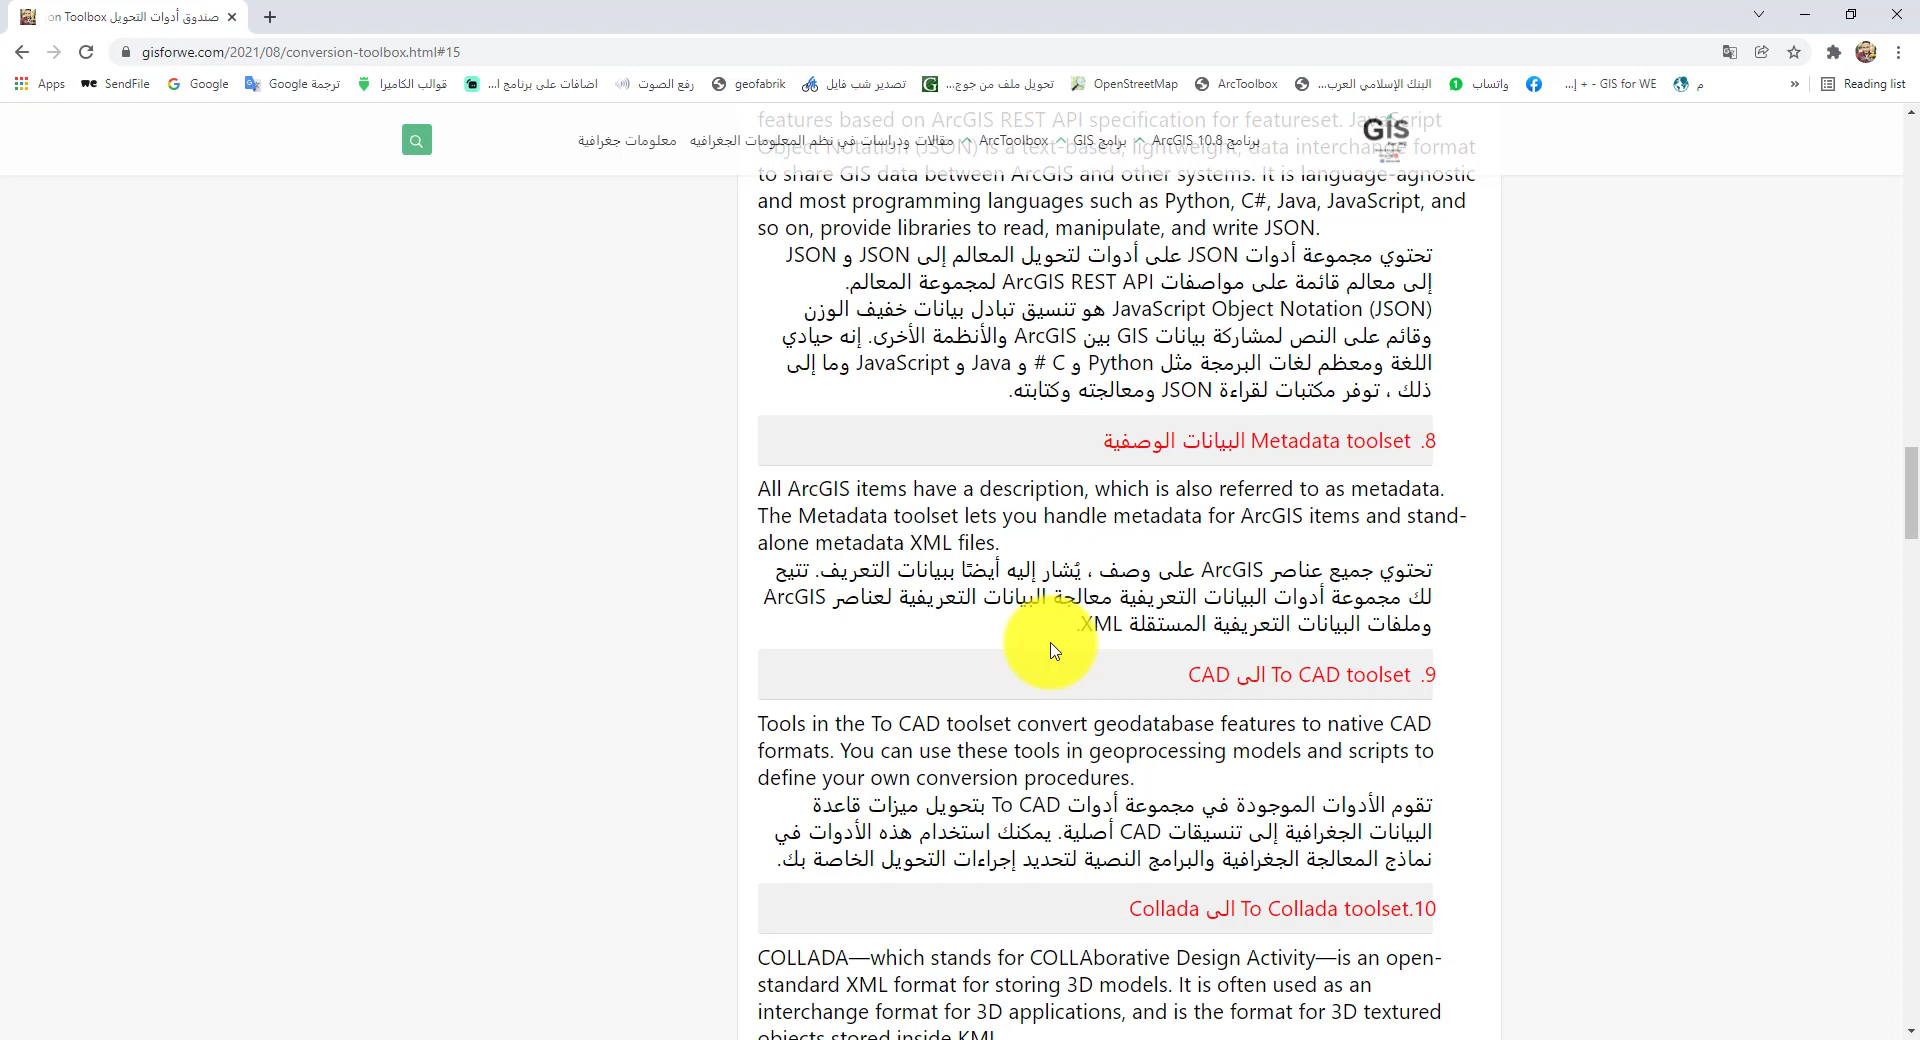 صندوق أدوات التحويل on Toolbox
gisforwe.com/2021/08/conversion-toolbox.html#15
Apps
SendFile
Google
ترجمة Google
قوالب الكاميرا
اضافات على برنامج ا...
رفع الصوت
geofabrik
تصدير شب فايل
تحويل ملف من جوج...
OpenStreetMap
ArcToolbox
البنك الإسلامي العرب...
واتساب
GIS for WE - + إ...
م
»
Reading list
برنامج ArcGIS 10.8
برامج GIS
ArcToolbox
مقالات ودراسات في نظم المعلومات الجغرافيه
معلومات جغرافية
GIS
features based on ArcGIS REST API specification for featureset. JavaScript
Object Notation (JSON) is a text-based, lightweight, data interchange format
to share GIS data between ArcGIS and other systems. It is language-agnostic
and most programming languages such as Python, C#, Java, JavaScript, and
so on, provide libraries to read, manipulate, and write JSON.
تحتوي مجموعة أدوات JSON على أدوات لتحويل المعالم إلى JSON و JSON
إلى معالم قائمة على مواصفات ArcGIS REST API لمجموعة المعالم.
JavaScript Object Notation (JSON) هو تنسيق تبادل بيانات خفيف الوزن
وقائم على النص لمشاركة بيانات GIS بين ArcGIS والأنظمة الأخرى. إنه حيادي
اللغة ومعظم لغات البرمجة مثل Python و C # و Java و JavaScript وما إلى
ذلك ، توفر مكتبات لقراءة JSON ومعالجته وكتابته.
8. Metadata toolset البيانات الوصفية
All ArcGIS items have a description, which is also referred to as metadata.
The Metadata toolset lets you handle metadata for ArcGIS items and stand-
alone metadata XML files.
تحتوي جميع عناصر ArcGIS على وصف ، يُشار إليه أيضًا ببيانات التعريف. تتيح
لك مجموعة أدوات البيانات التعريفية معالجة البيانات التعريفية لعناصر ArcGIS
وملفات البيانات التعريفية المستقلة XML.
9. To CAD toolset الى CAD
Tools in the To CAD toolset convert geodatabase features to native CAD
formats. You can use these tools in geoprocessing models and scripts to
define your own conversion procedures.
تقوم الأدوات الموجودة في مجموعة أدوات To CAD بتحويل ميزات قاعدة
البيانات الجغرافية إلى تنسيقات CAD أصلية. يمكنك استخدام هذه الأدوات في
نماذج المعالجة الجغرافية والبرامج النصية لتحديد إجراءات التحويل الخاصة بك.
10.To Collada toolset الى Collada
COLLADA—which stands for COLLAborative Design Activity—is an open-
standard XML format for storing 3D models. It is often used as an
interchange format for 3D applications, and is the format for 3D textured
objects stored inside KML